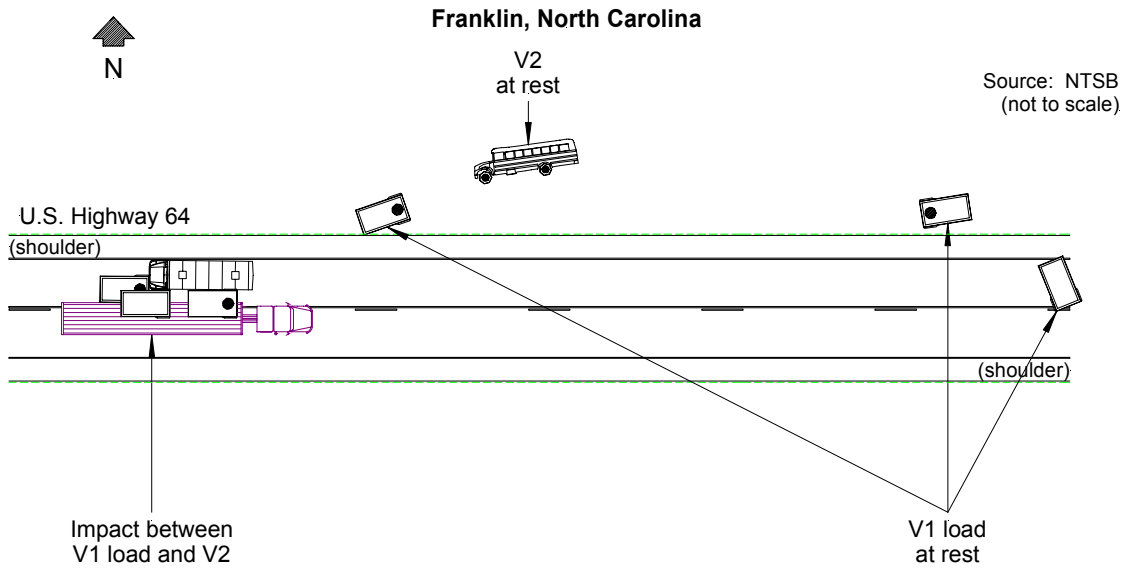 Franklin, North Carolina
N
V2
at rest
Source: NTSB
(not to scale)
U.S. Highway 64
(shoulder)
(shoulder)
Impact between
V1 load and V2
V1 load
at rest